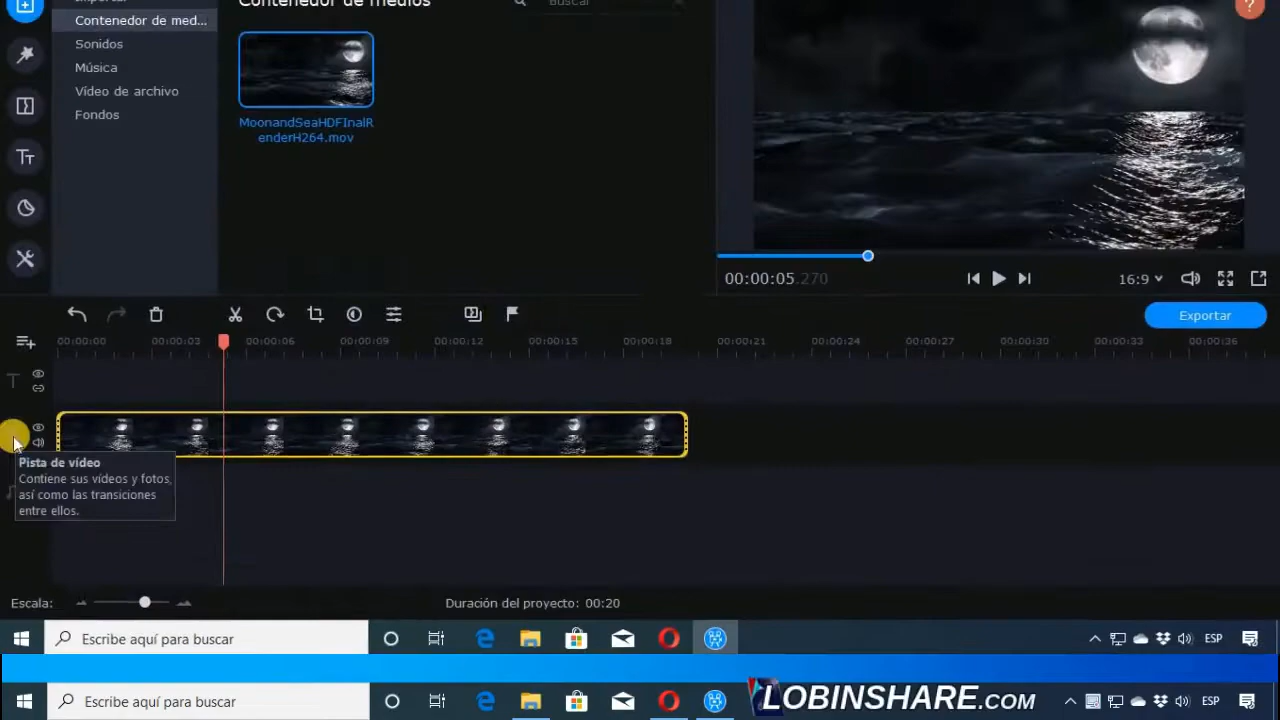 Importar
Contenedor de med...
Sonidos
Música
Vídeo de archivo
Fondos
Contenedor de medios
Buscar
MoonandSeaHDFInalR
enderH264.mov
?
00:00:05.270
16:9
Exportar
00:00:00 00:00:03 00:00:06 00:00:09 00:00:12 00:00:15 00:00:18 00:00:21 00:00:24 00:00:27 00:00:30 00:00:33 00:00:36
Pista de vídeo
Contiene sus vídeos y fotos,
así como las transiciones
entre ellos.
Escala:
Duración del proyecto: 00:20
Escribe aquí para buscar
ESP
Escribe aquí para buscar
LOBINSHARE.COM
ESP